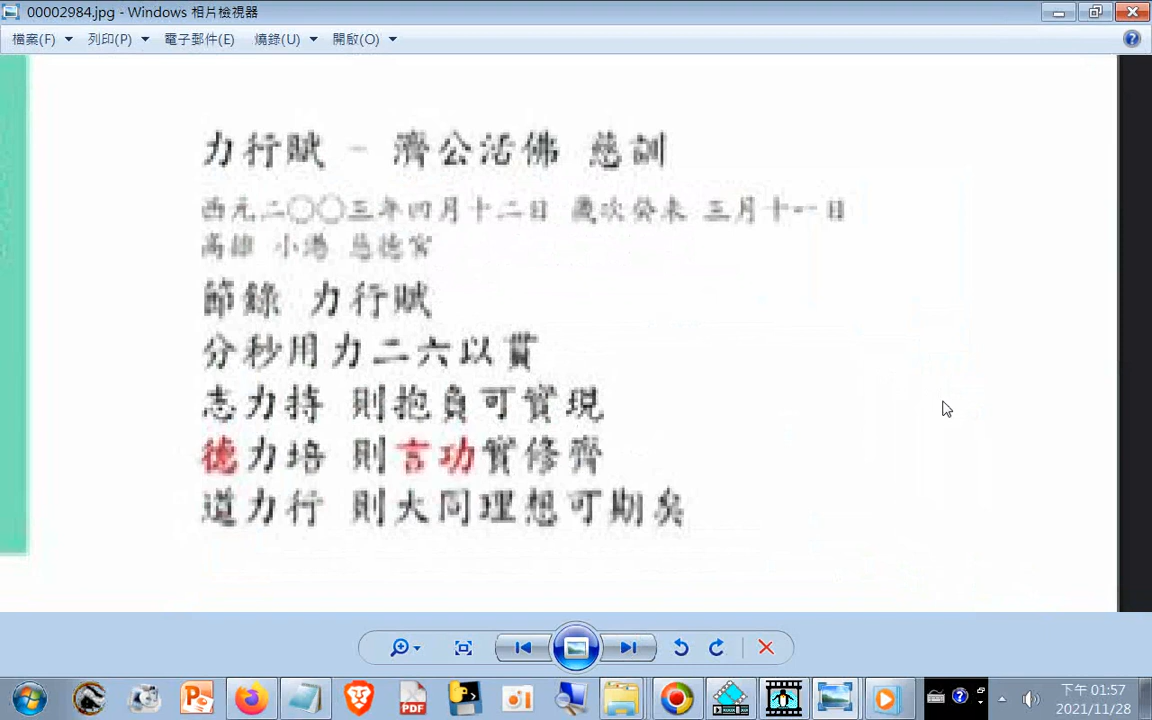 00002984.jpg - Windows 相片檢視器
檔案(F) 列印(P) 電子郵件(E) 燒錄(U) 開啟(O)
力行賦 - 濟公活佛 慈訓
西元二〇〇三年四月十二日 歲次癸未 三月十一日
高雄 小港 慈德宮
節錄 力行賦
分秒用力二六以貫
志力持 則抱負可實現
德力培 則言功實修齊
道力行 則大同理想可期矣
下午 01:57
2021/11/28